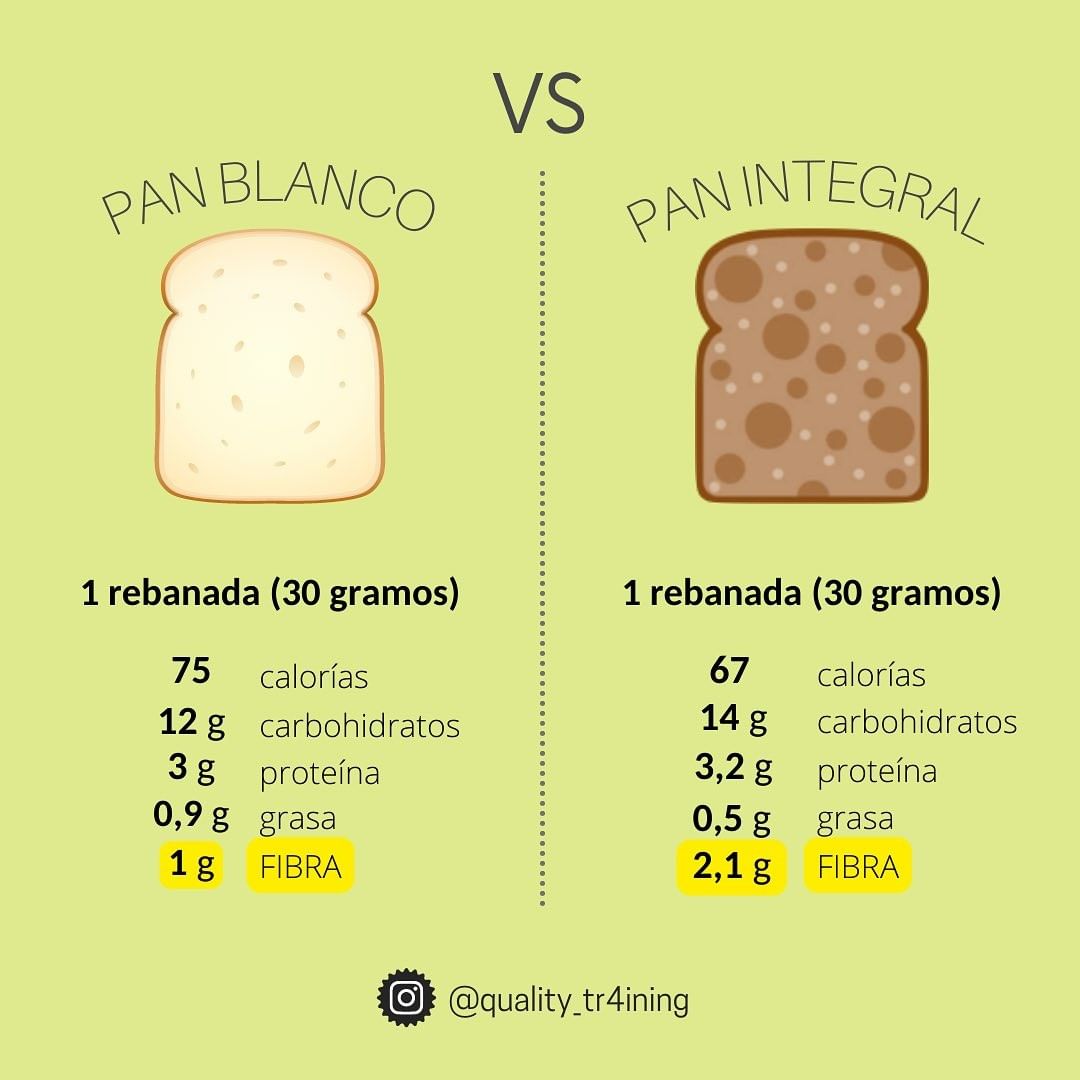 VS
PAN BLANCO
1 rebanada (30 gramos)
75 calorías
12 g carbohidratos
3 g proteína
0,9 g grasa
1 g FIBRA
PAN INTEGRAL
1 rebanada (30 gramos)
67 calorías
14 g carbohidratos
3,2 g proteína
0,5 g grasa
2,1 g FIBRA
@quality_tr4ining